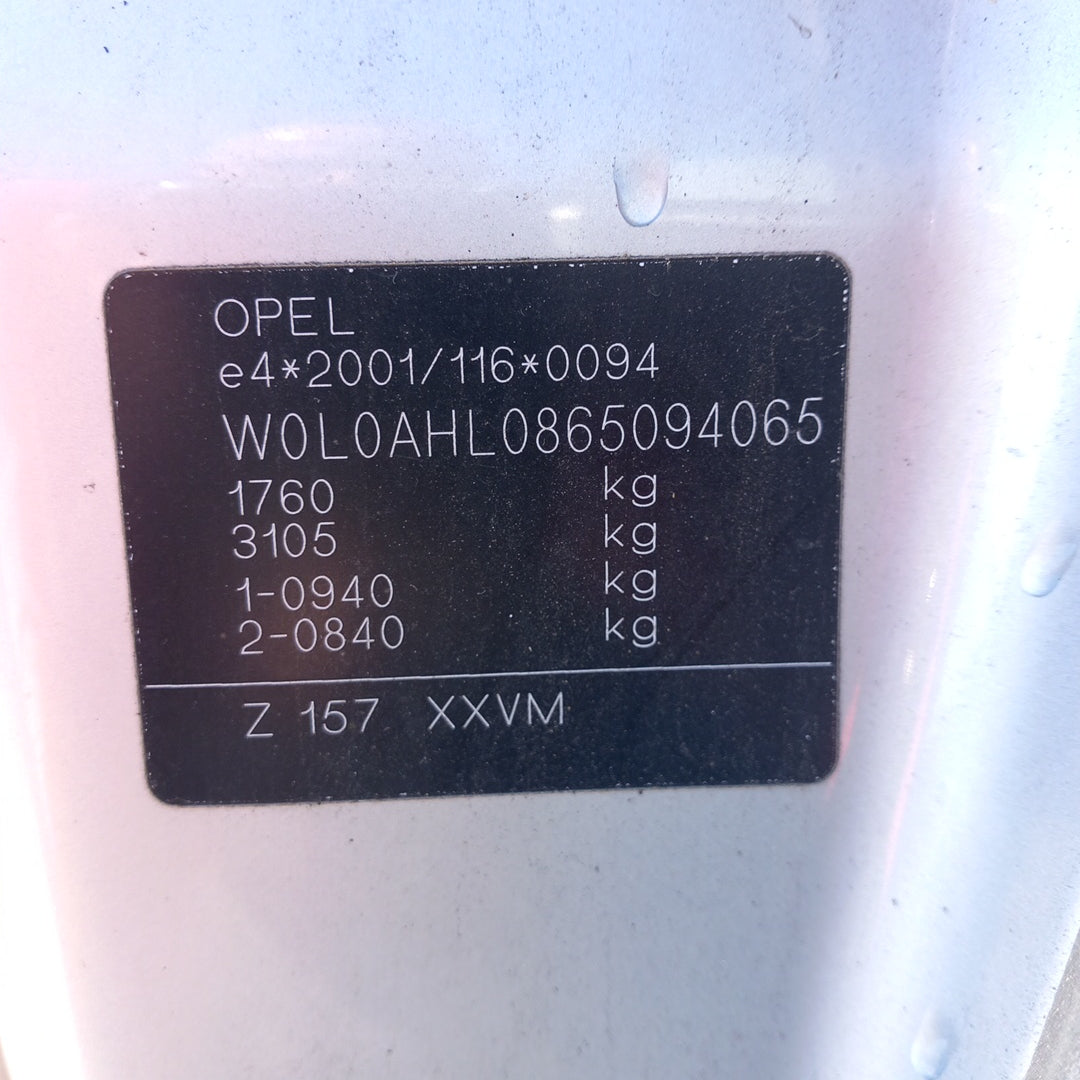 OPEL
e4*2001/116*0094
W0L0AHL0865094065
1760 kg
3105 kg
1-0940 kg
2-0840 kg
Z 157 XXVM